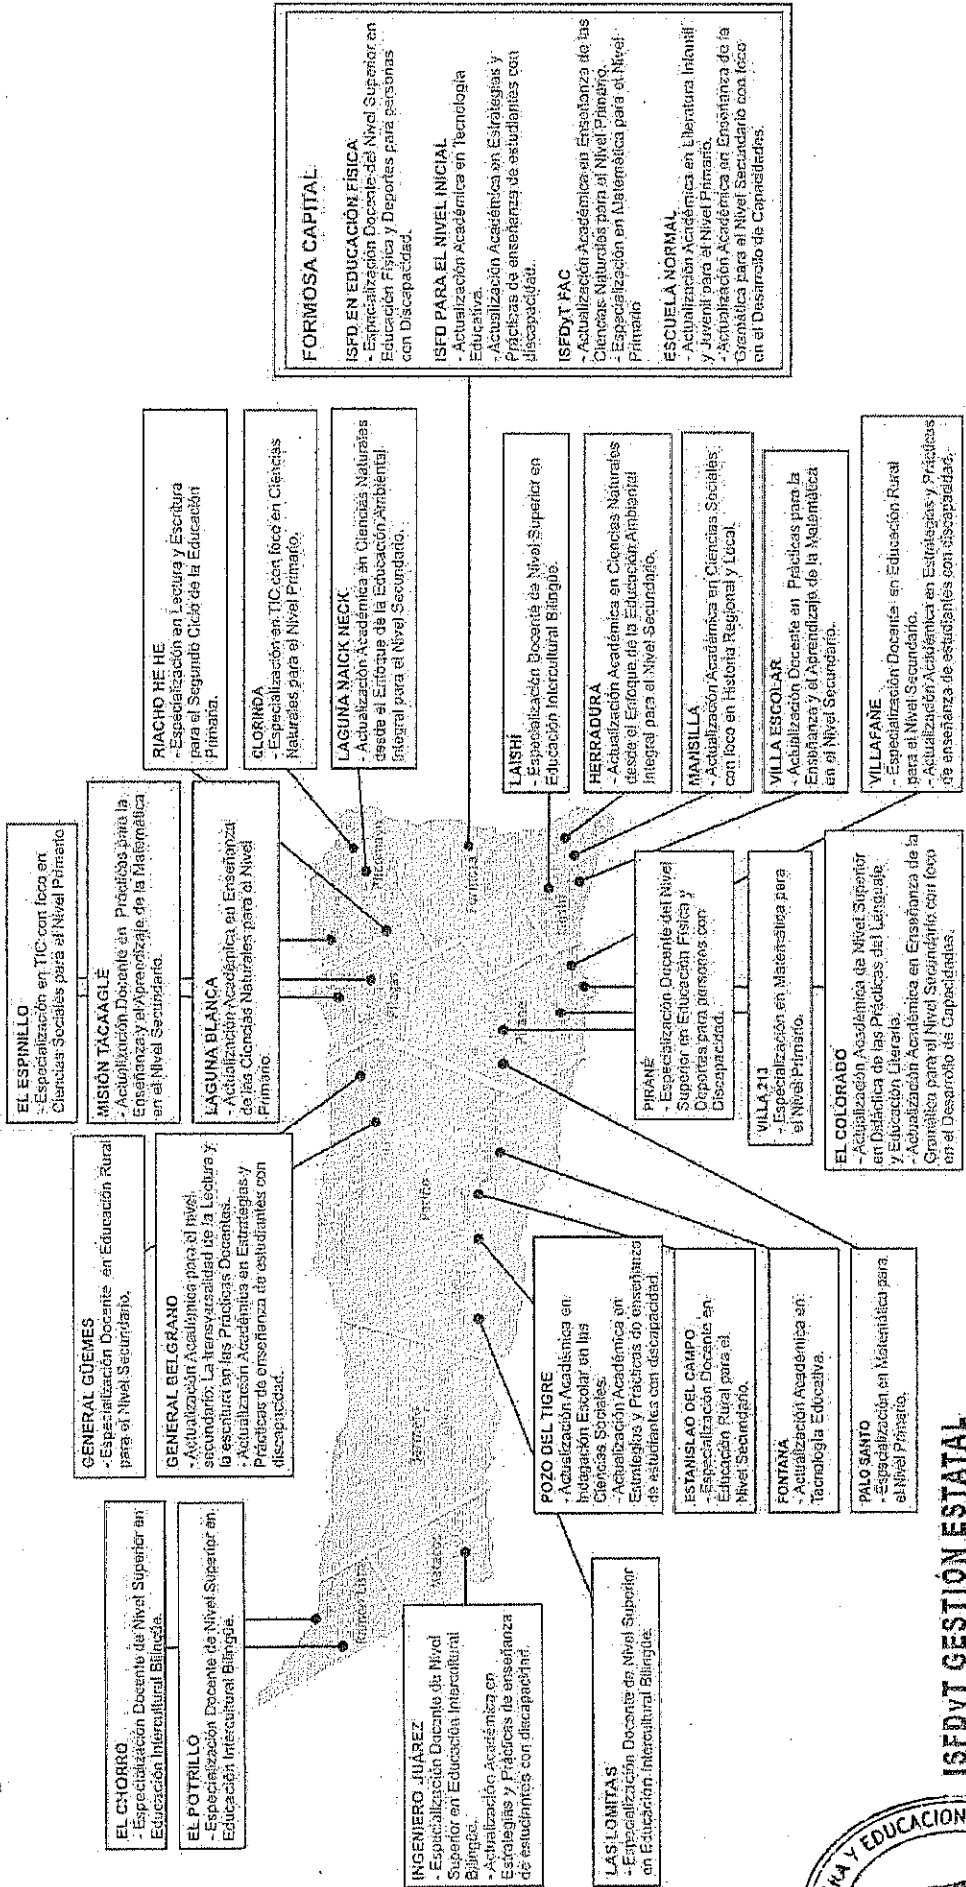 EL CHORRO
- Especialización Docente de Nivel Superior en
Educación Intercultural Bilingüe.
EL POTRILLO
- Especialización Docente de Nivel Superior en
Educación Intercultural Bilingüe.
INGENIERO JUÁREZ
- Especialización Docente de Nivel
Superior en Educación Intercultural
Bilingüe.
- Actualización Académica en
Estrategias y Prácticas de enseñanza
de estudiantes con discapacidad.
LAS LOMITAS
- Especialización Docente de Nivel Superior
en Educación Intercultural Bilingüe.
GENERAL GÜEMES
- Especialización Docente en Educación Rural
para el Nivel Secundario.
GENERAL BELGRANO
- Actualización Académica para el nivel
secundario: La transversalidad de la Lectura y
la escritura en las Prácticas Docentes.
- Actualización Académica en Estrategias y
Prácticas de enseñanza de estudiantes con
discapacidad.
POZO DEL TIGRE
- Actualización Académica en
Indagación Escolar en las
Ciencias Sociales.
- Actualización Académica en
Estrategias y Prácticas de enseñanza
de estudiantes con discapacidad.
ESTANISLAO DEL CAMPO
- Especialización Docente en
Educación Rural para el
Nivel Secundario.
FONTANA
- Actualización Académica en
Tecnología Educativa.
PALO SANTO
- Especialización en Matemática para
el Nivel Primario.
EL ESPINILLO
- Especialización en TIC con foco en
Ciencias Sociales para el Nivel Primario
MISIÓN TACAAGLÉ
- Actualización Docente en Prácticas para la
Enseñanza y el Aprendizaje de la Matemática
en el Nivel Secundario.
LAGUNA BLANCA
- Actualización Académica en Enseñanza
de las Ciencias Naturales para el Nivel
Primario.
RIACHO HE HE
- Especialización en Lectura y Escritura
para el Segundo Ciclo de la Educación
Primaria.
CLORINDA
- Especialización en TIC con foco en Ciencias
Naturales para el Nivel Primario.
LAGUNA NAICK NECK
- Actualización Académica en Ciencias Naturales
desde el Enfoque de la Educación Ambiental
Integral para el Nivel Secundario.
LAISHÍ
- Especialización Docente de Nivel Superior en
Educación Intercultural Bilingüe.
HERRADURA
- Actualización Académica en Ciencias Naturales
desde el Enfoque de la Educación Ambiental
Integral para el Nivel Secundario.
MANSILLA
- Actualización Académica en Ciencias Sociales
con foco en Historia Regional y Local.
VILLA ESCOLAR
- Actualización Docente en Prácticas para la
Enseñanza y el Aprendizaje de la Matemática
en el Nivel Secundario.
VILLAFAÑE
- Especialización Docente en Educación Rural
para el Nivel Secundario.
- Actualización Académica en Estrategias y Prácticas
de enseñanza de estudiantes con discapacidad.
PIRANÉ
- Especialización Docente del Nivel
Superior en Educación Física y
Deportes para personas con
Discapacidad.
VILLA 211
- Especialización en Matemática para
el Nivel Primario.
EL COLORADO
- Actualización Académica de Nivel Superior
en Didáctica de las Prácticas del Lenguaje
y Educación Literaria.
- Actualización Académica en Enseñanza de la
Gramática para el Nivel Secundario con foco
en el Desarrollo de Capacidades.
FORMOSA CAPITAL:
ISFD EN EDUCACIÓN FÍSICA
- Especialización Docente del Nivel Superior en
Educación Física y Deportes para personas
con Discapacidad.
ISFD PARA EL NIVEL INICIAL
- Actualización Académica en Tecnología
Educativa.
- Actualización Académica en Estrategias y
Prácticas de enseñanza de estudiantes con
discapacidad.
ISFDyT FAC
- Actualización Académica en Enseñanza de las
Ciencias Naturales para el Nivel Primario.
- Especialización en Matemática para el Nivel
Primario
ESCUELA NORMAL
- Actualización Académica en Literatura Infantil
y Juvenil para el Nivel Primario.
- Actualización Académica en Enseñanza de la
Gramática para el Nivel Secundario con foco
en el Desarrollo de Capacidades.
Ramón Lista
Matacos
Bermejo
Patiño
Pilagás
Pilcomayo
Pirané
Formosa
Laishí
ISFDyT GESTIÓN ESTATAL
Y EDUCACION